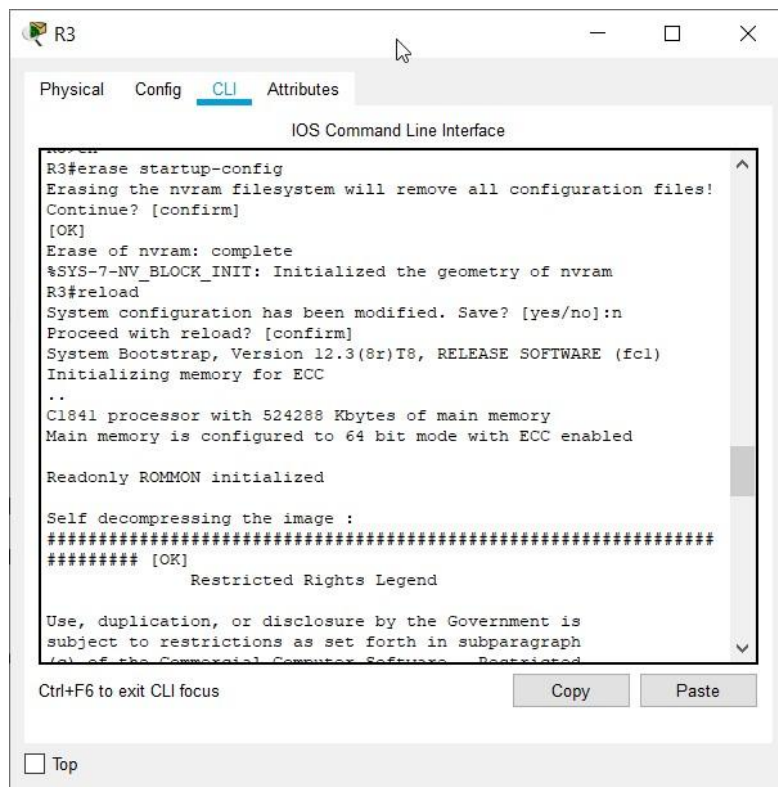 R3
Physical Config CLI Attributes
IOS Command Line Interface
R3#erase startup-config
Erasing the nvram filesystem will remove all configuration files!
Continue? [confirm]
[OK]
Erase of nvram: complete
%SYS-7-NV_BLOCK_INIT: Initialized the geometry of nvram
R3#reload
System configuration has been modified. Save? [yes/no]:n
Proceed with reload? [confirm]
System Bootstrap, Version 12.3(8r)T8, RELEASE SOFTWARE (fc1)
Initializing memory for ECC
..
C1841 processor with 524288 Kbytes of main memory
Main memory is configured to 64 bit mode with ECC enabled
Readonly ROMMON initialized
Self decompressing the image :
#################################################################
######### [OK]
Restricted Rights Legend
Use, duplication, or disclosure by the Government is
subject to restrictions as set forth in subparagraph
of the Commercial Computer Software Restricted
Ctrl+F6 to exit CLI focus
Copy Paste
Top